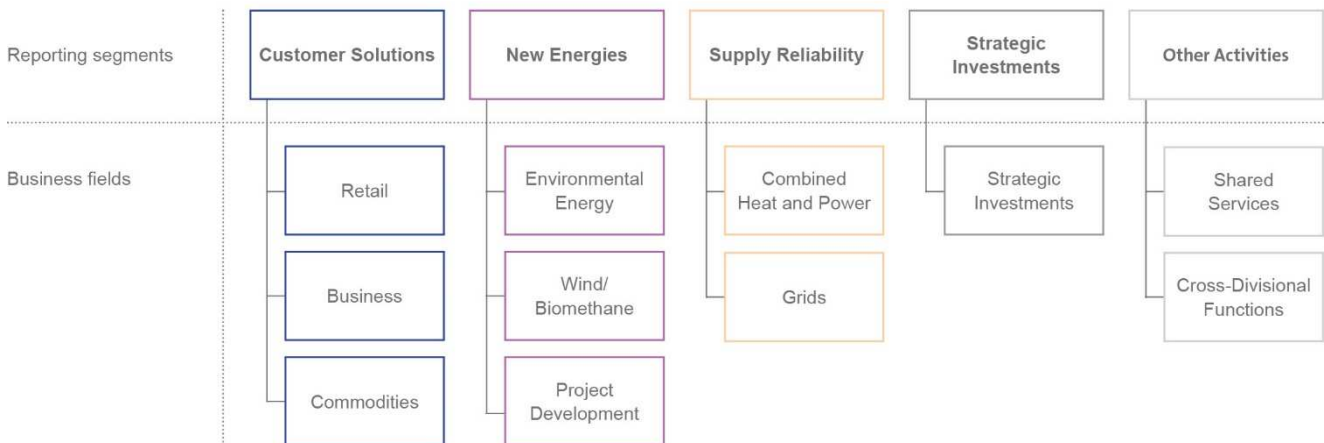 Reporting segments
Customer Solutions
New Energies
Supply Reliability
Strategic
Investments
Other Activities
Business fields
Retail
Environmental
Energy
Combined
Heat and Power
Strategic
Investments
Shared
Services
Business
Wind/
Biomethane
Grids
Cross-Divisional
Functions
Commodities
Project
Development